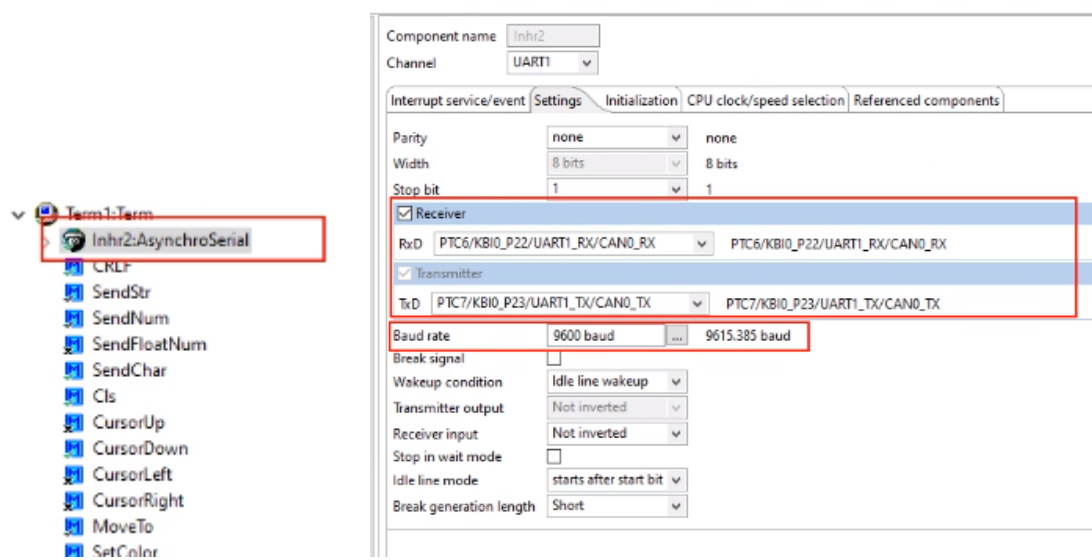 Component name Inhr2
Channel UART1
Interrupt service/event Settings Initialization CPU clock/speed selection Referenced components
Parity none none
Width 8 bits 8 bits
Stop bit 1 1
Receiver
RxD PTC6/KBI0_P22/UART1_RX/CAN0_RX PTC6/KBI0_P22/UART1_RX/CAN0_RX
Transmitter
TxD PTC7/KBI0_P23/UART1_TX/CAN0_TX PTC7/KBI0_P23/UART1_TX/CAN0_TX
Baud rate 9600 baud ... 9615.385 baud
Break signal
Wakeup condition Idle line wakeup
Transmitter output Not inverted
Receiver input Not inverted
Stop in wait mode
Idle line mode starts after start bit
Break generation length Short
Term1:Term
Inhr2:AsynchroSerial
CRLF
SendStr
SendNum
SendFloatNum
SendChar
Cls
CursorUp
CursorDown
CursorLeft
CursorRight
MoveTo
SetColor